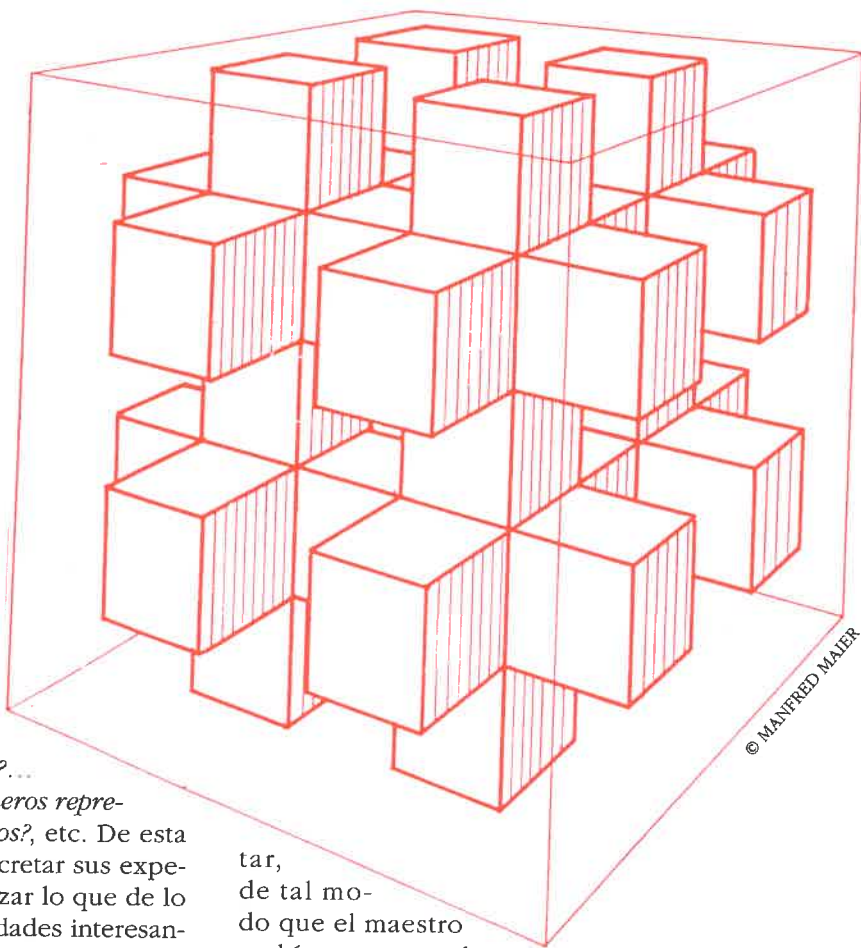 © MANFRED MAIER
?...
eros repre-
os?, etc. De esta
cretar sus expe-
zar lo que de lo
dades interesan-
tar,
de tal mo-
do que el maestro